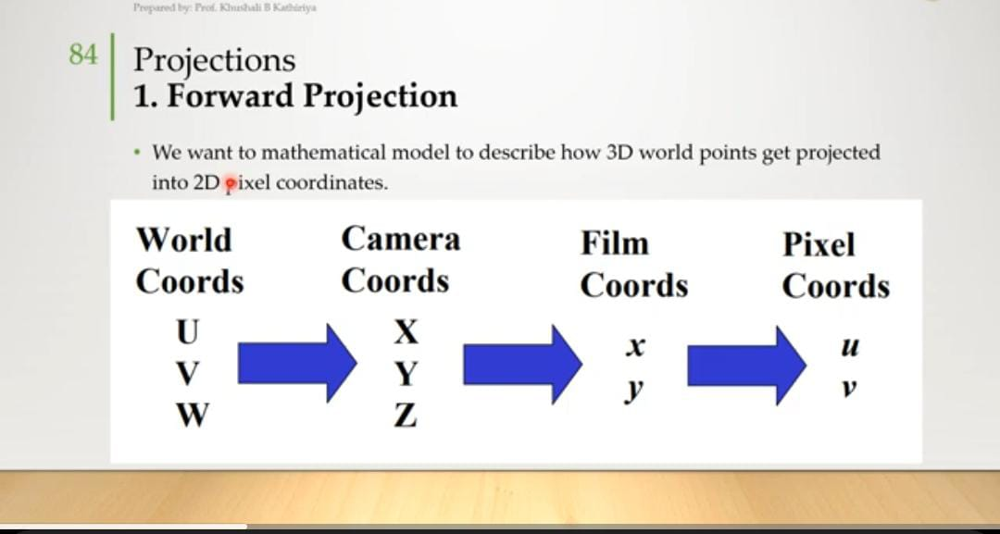 Prepared by: Prof. Khushali B Kathiriya
84
Projections
1. Forward Projection
• We want to mathematical model to describe how 3D world points get projected
into 2D pixel coordinates.
World Coords
Camera Coords
Film Coords
Pixel Coords
U
V
W
X
Y
Z
x
y
u
v